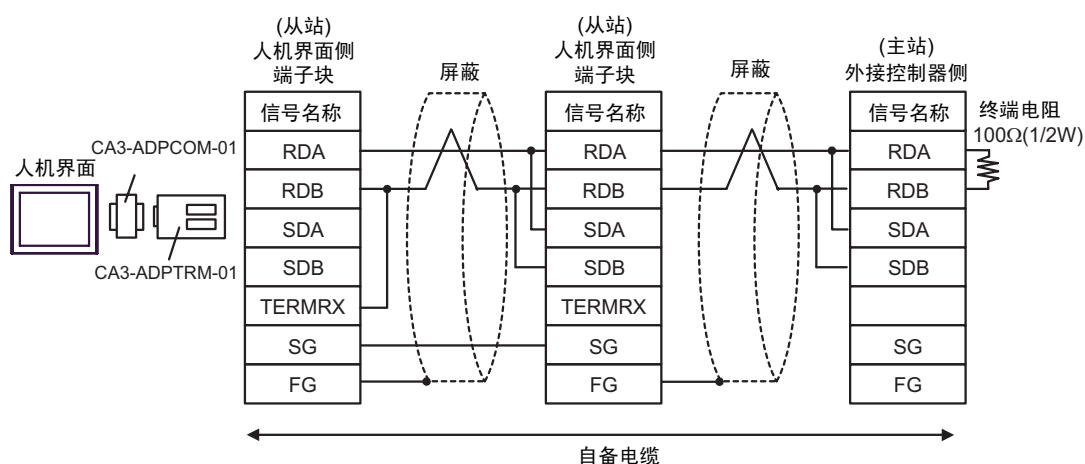 (从站)
人机界面侧
端子块
屏蔽
(从站)
人机界面侧
端子块
屏蔽
(主站)
外接控制器侧
人机界面
CA3-ADPCOM-01
CA3-ADPTRM-01
信号名称
RDA
RDB
SDA
SDB
TERMRX
SG
FG
信号名称
RDA
RDB
SDA
SDB
TERMRX
SG
FG
信号名称
RDA
RDB
SDA
SDB
SG
FG
终端电阻
100Ω(1/2W)
自备电缆